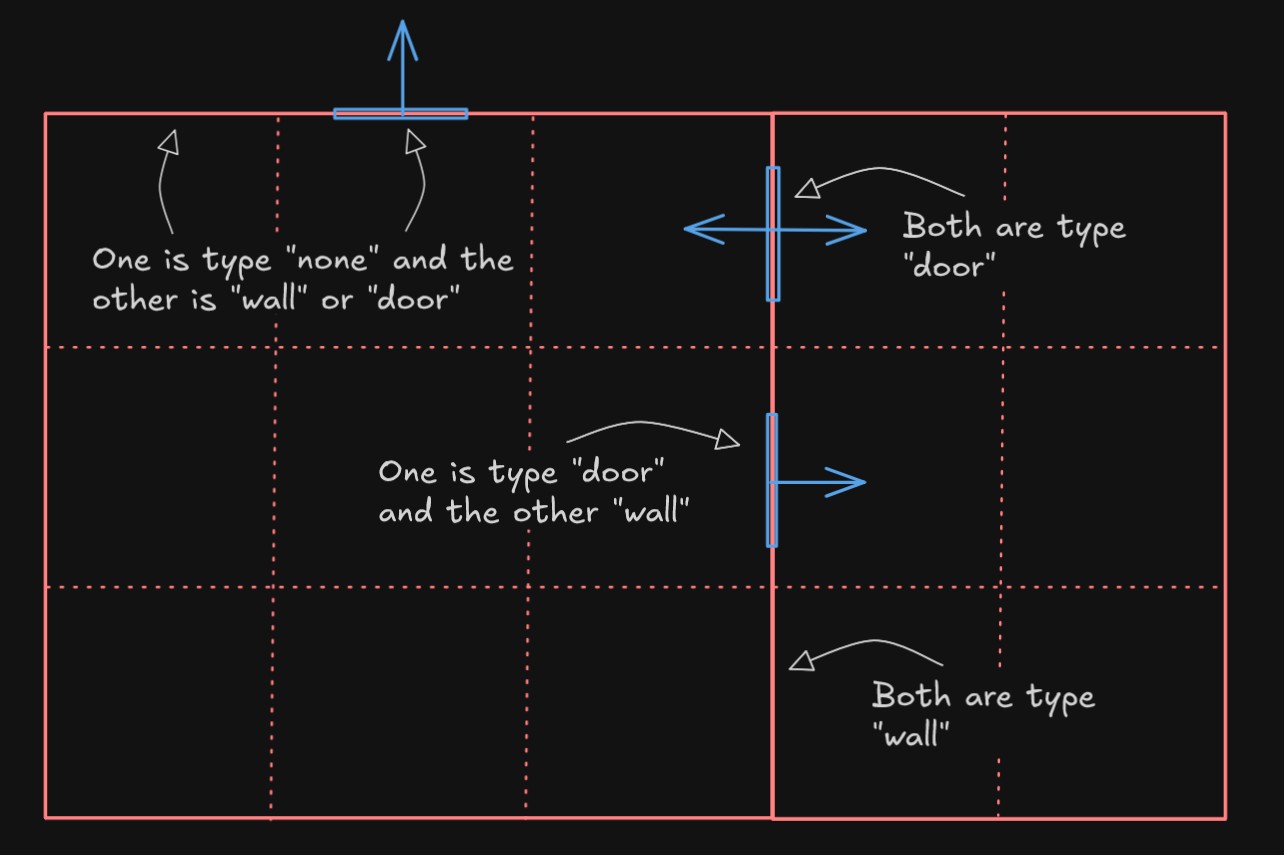 One is type "none" and the
other is "wall" or "door"
Both are type
"door"
One is type "door"
and the other "wall"
Both are type
"wall"